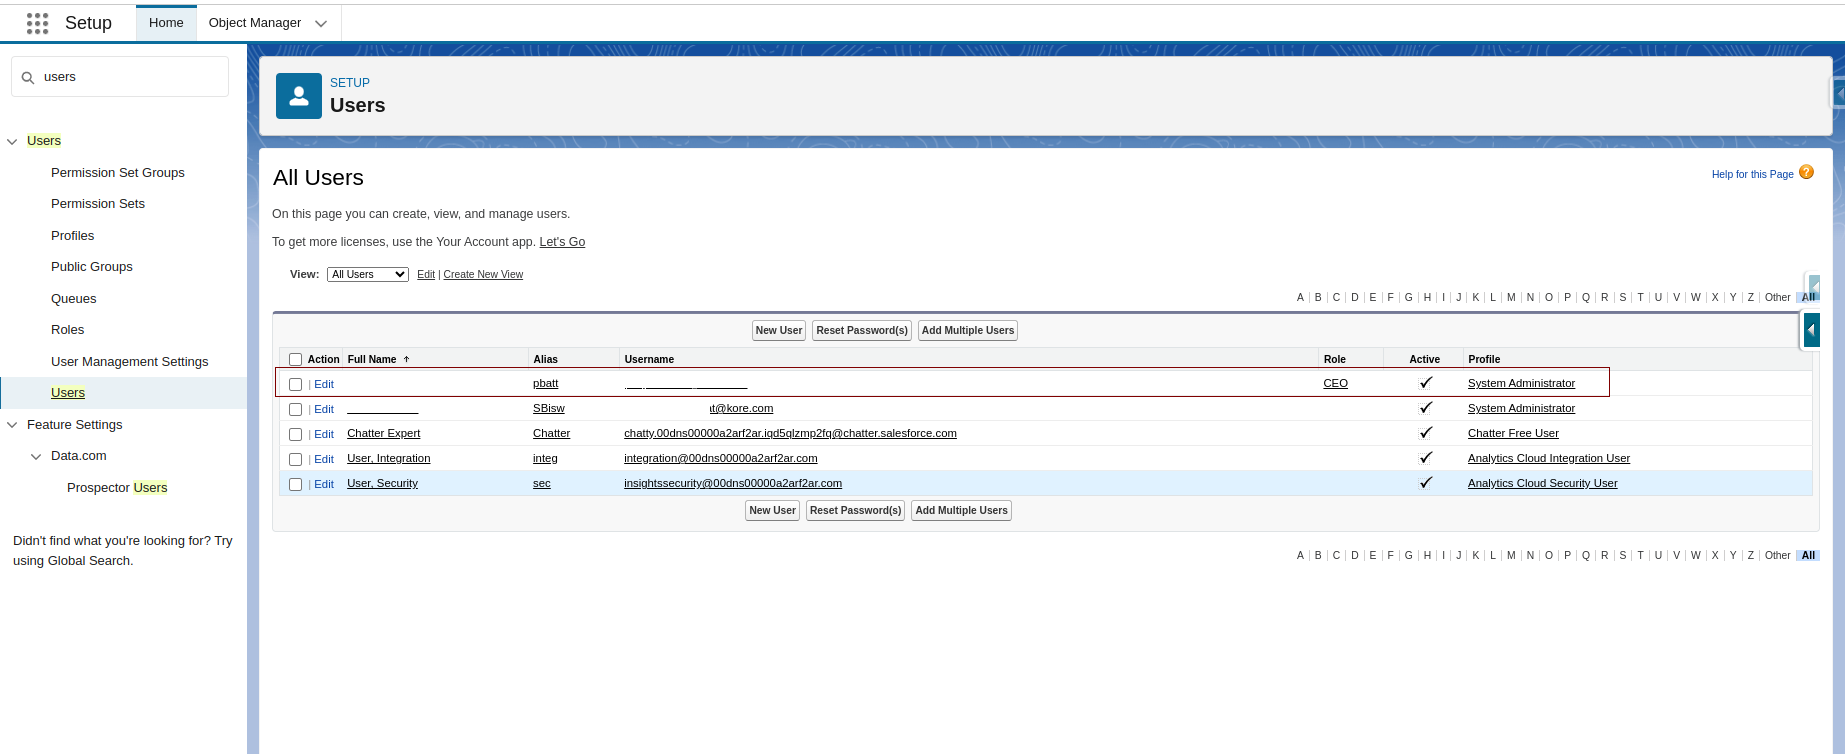 Setup Home Object Manager
users
Users
Permission Set Groups
Permission Sets
Profiles
Public Groups
Queues
Roles
User Management Settings
Users
Feature Settings
Data.com
Prospector Users
Didn't find what you're looking for? Try
using Global Search.
SETUP
Users
All Users
Help for this Page ?
On this page you can create, view, and manage users.
To get more licenses, use the Your Account app. Let's Go
View: All Users Edit | Create New View
A | B | C | D | E | F | G | H | I | J | K | L | M | N | O | P | Q | R | S | T | U | V | W | X | Y | Z | Other | All
New User Reset Password(s) Add Multiple Users
Action Full Name Alias Username Role Active Profile
| Edit pbatt CEO System Administrator
| Edit SBisw t@kore.com System Administrator
| Edit Chatter Expert Chatter chatty.00dns00000a2arf2ar.iqd5qlzmp2fq@chatter.salesforce.com Chatter Free User
| Edit User, Integration integ integration@00dns00000a2arf2ar.com Analytics Cloud Integration User
| Edit User, Security sec insightssecurity@00dns00000a2arf2ar.com Analytics Cloud Security User
New User Reset Password(s) Add Multiple Users
A | B | C | D | E | F | G | H | I | J | K | L | M | N | O | P | Q | R | S | T | U | V | W | X | Y | Z | Other | All